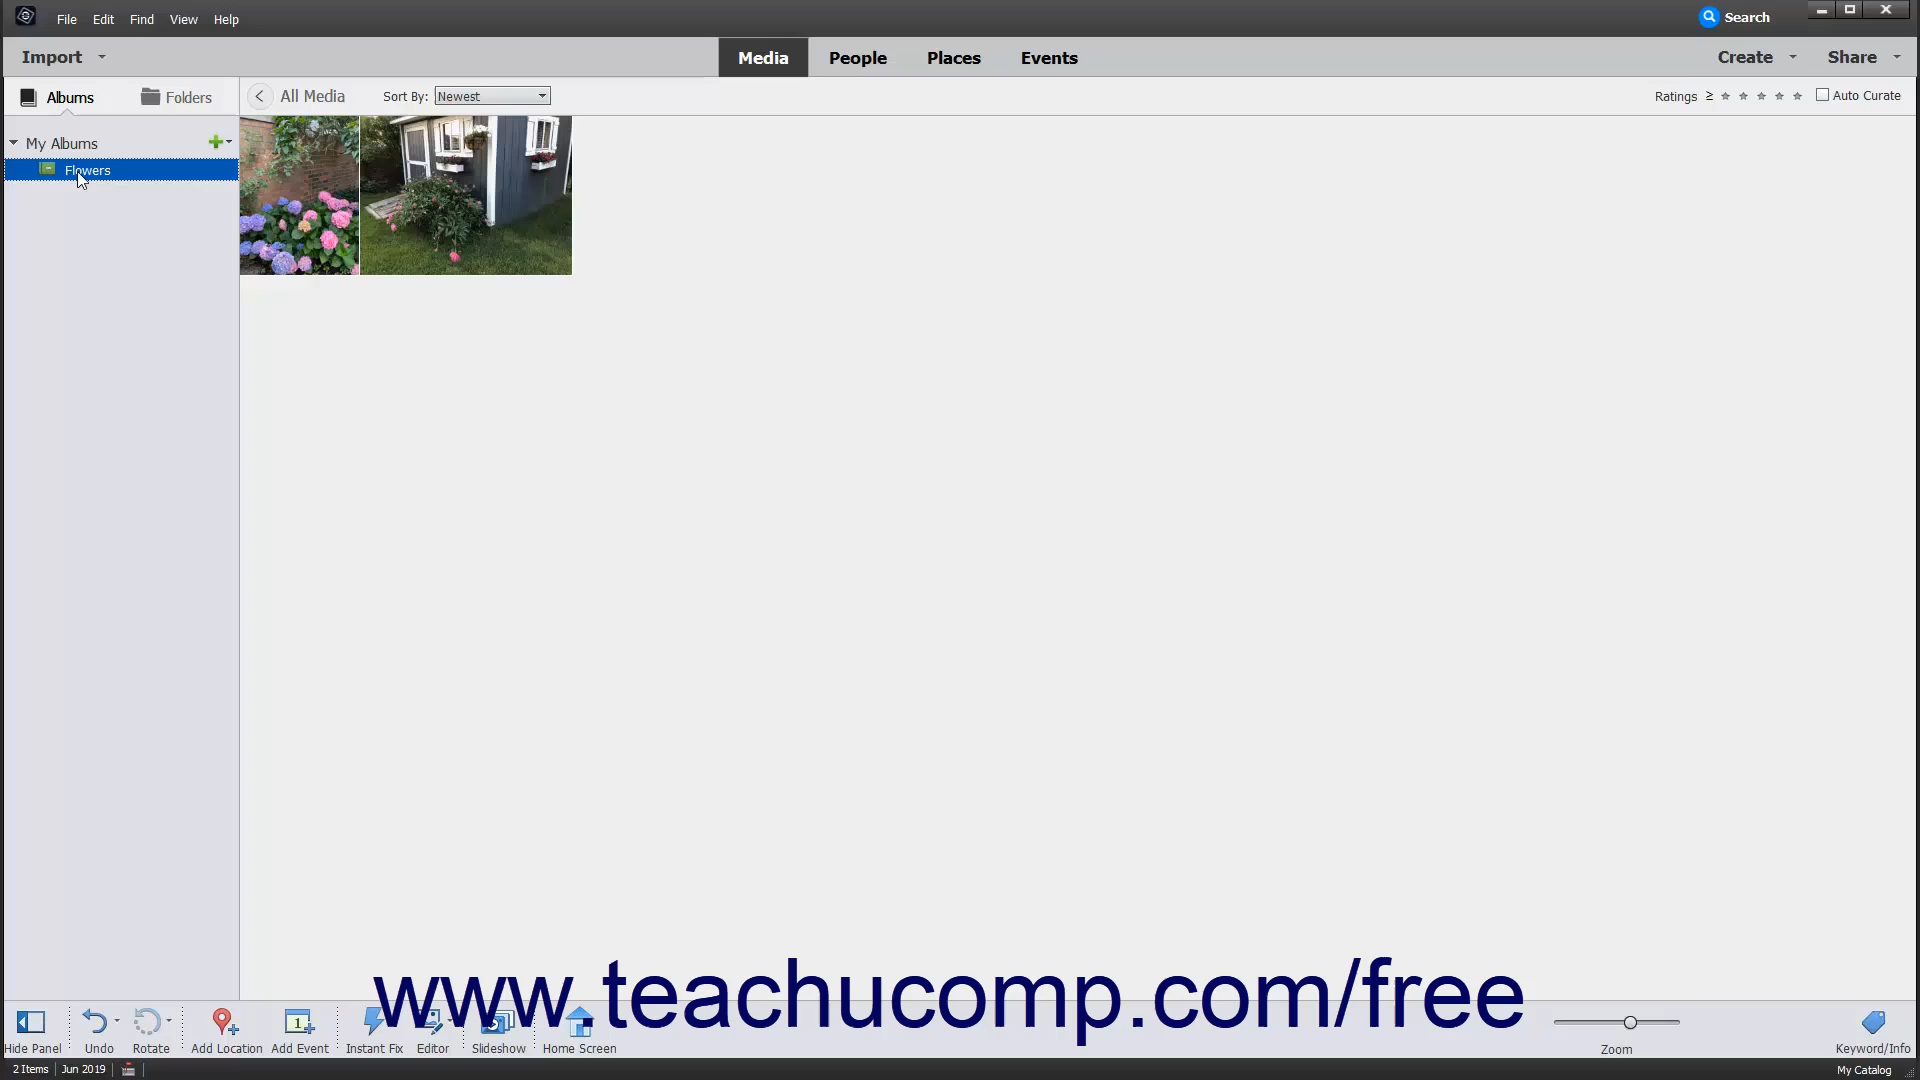 File Edit Find View Help Search
Import Media People Places Events Create Share
Albums Folders All Media Sort By: Newest Ratings ≥ Auto Curate
My Albums
Flowers
www.teachucomp.com/free
Hide Panel Undo Rotate Add Location Add Event Instant Fix Editor Slideshow Home Screen Zoom Keyword/Info
2 Items Jun 2019 My Catalog